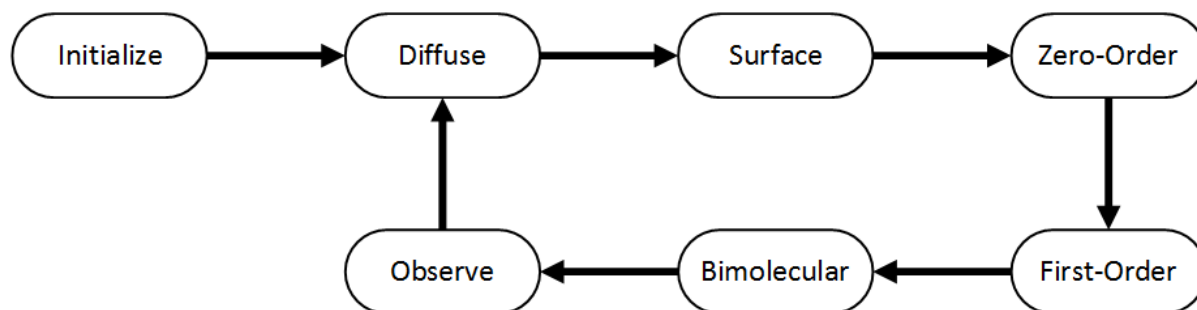 Initialize
Diffuse
Surface
Zero-Order
First-Order
Bimolecular
Observe